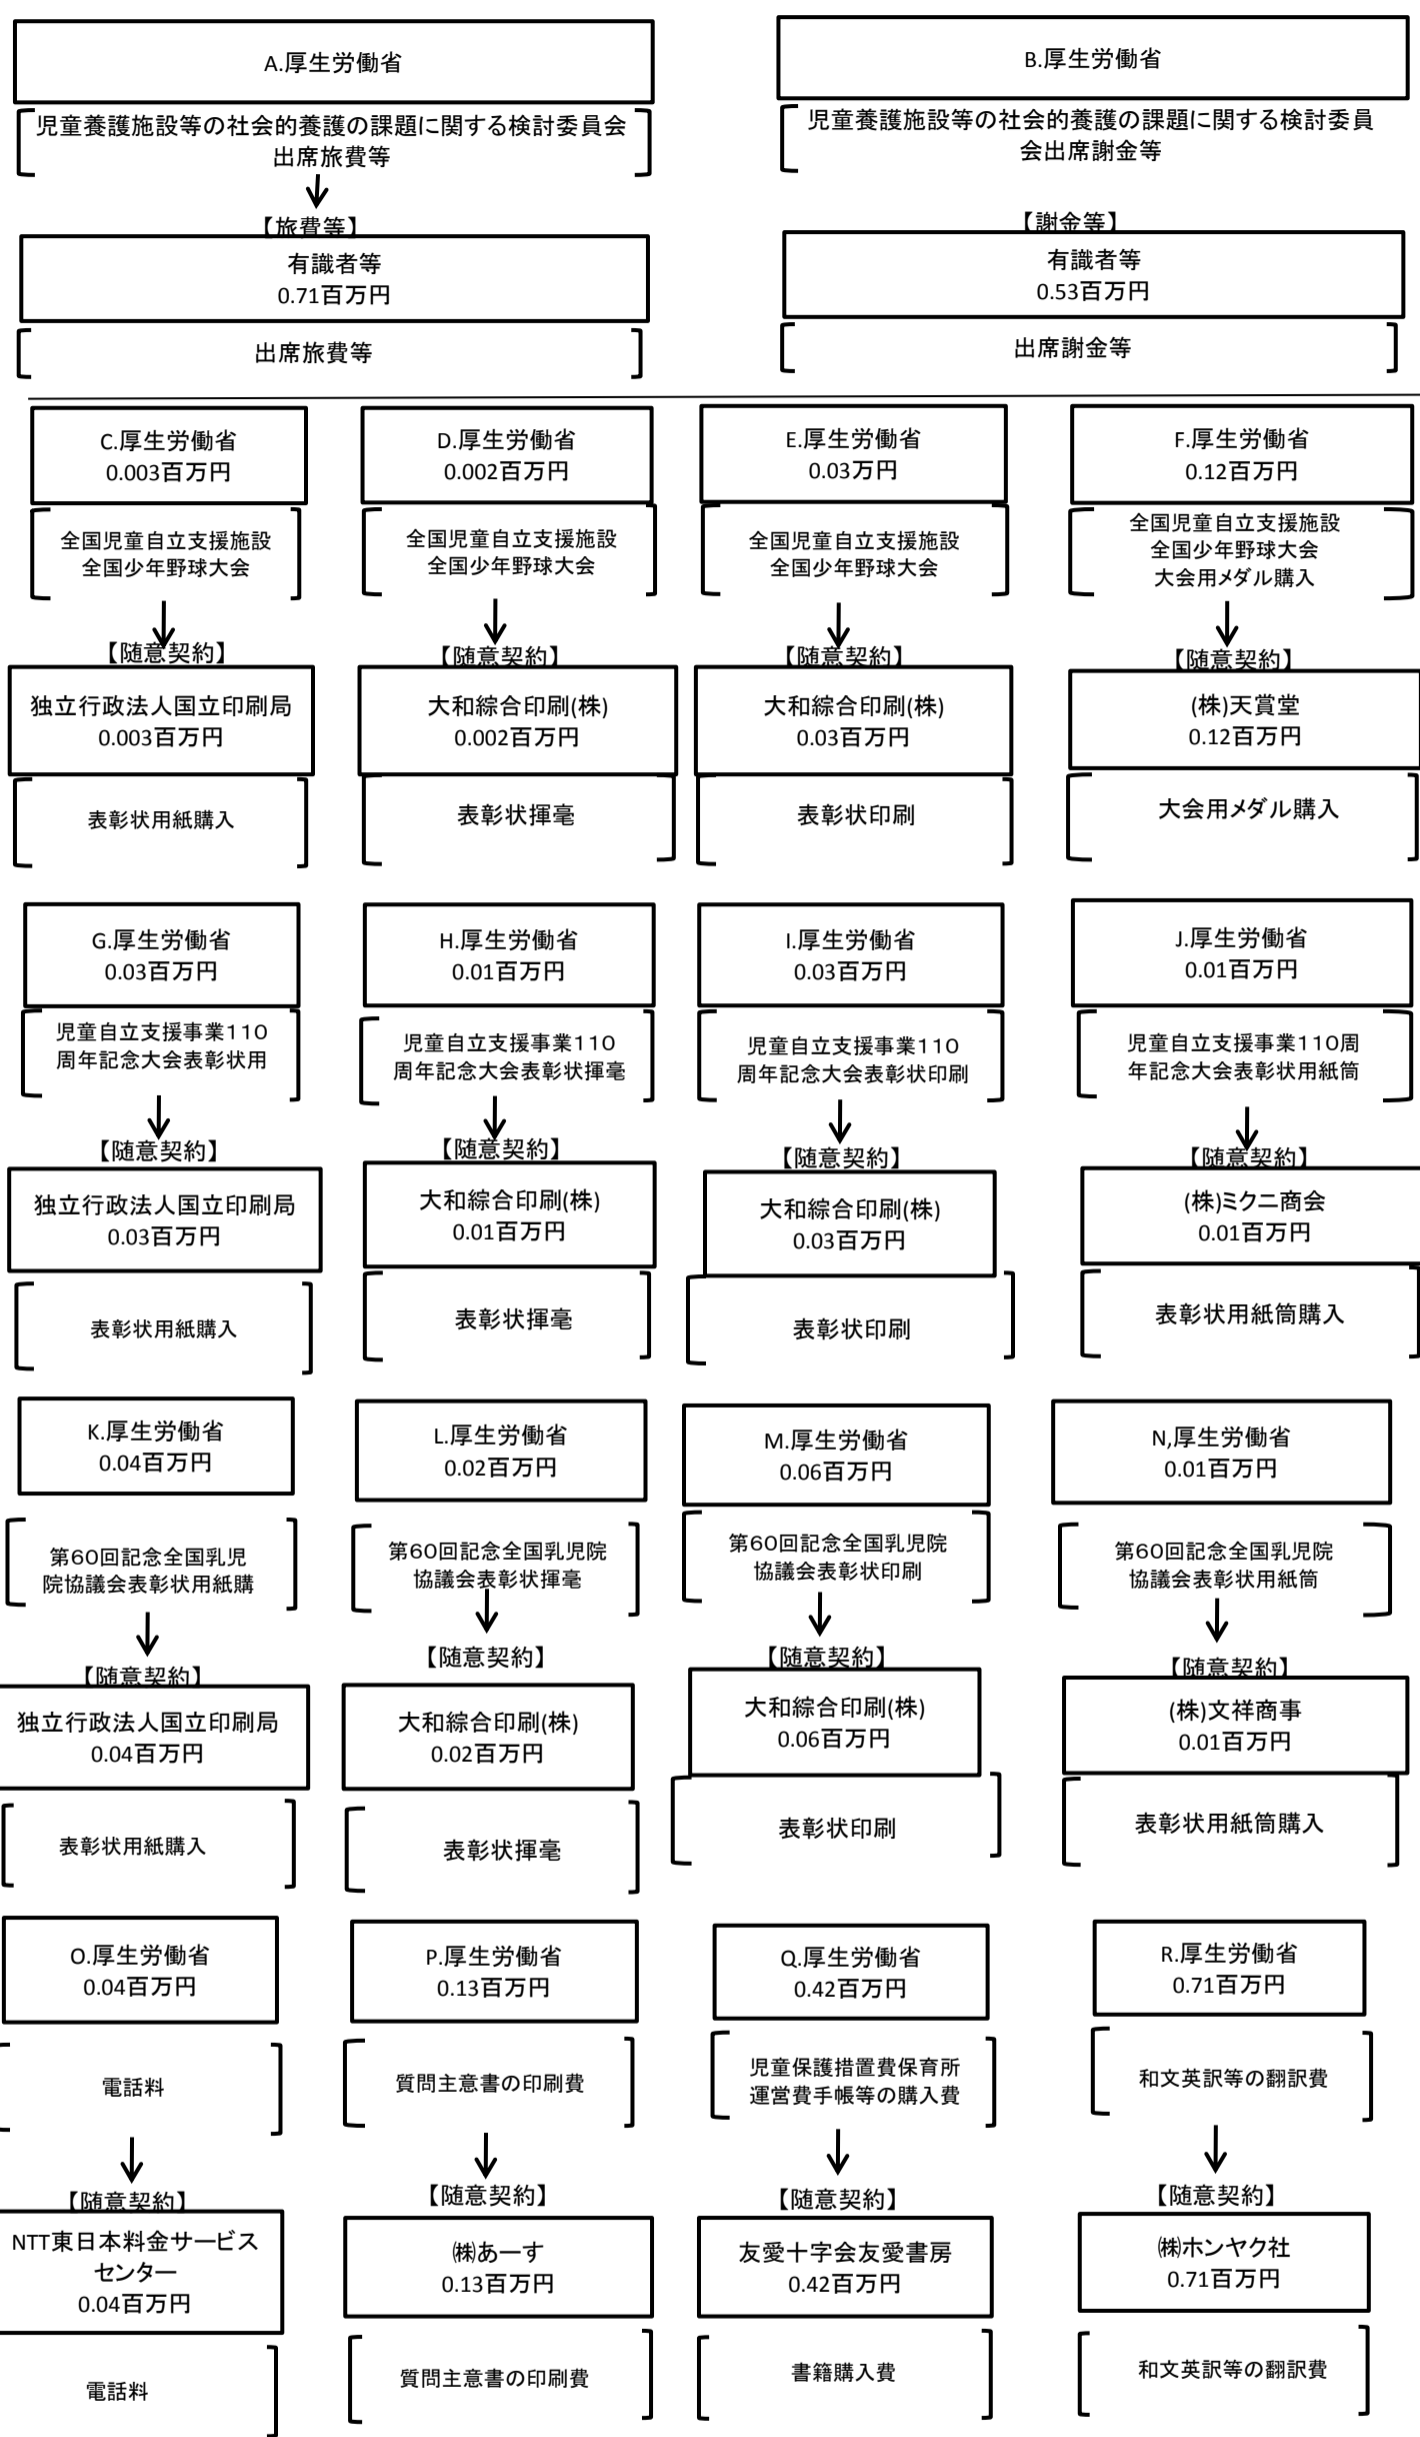 A.厚生労働省
児童養護施設等の社会的養護の課題に関する検討委員会
出席旅費等
【旅費等】
有識者等
0.71百万円
出席旅費等
B.厚生労働省
児童養護施設等の社会的養護の課題に関する検討委員
会出席謝金等
【謝金等】
有識者等
0.53百万円
出席謝金等
C.厚生労働省
0.003百万円
全国児童自立支援施設
全国少年野球大会
【随意契約】
独立行政法人国立印刷局
0.003百万円
表彰状用紙購入
D.厚生労働省
0.002百万円
全国児童自立支援施設
全国少年野球大会
【随意契約】
大和綜合印刷(株)
0.002百万円
表彰状揮毫
E.厚生労働省
0.03万円
全国児童自立支援施設
全国少年野球大会
【随意契約】
大和綜合印刷(株)
0.03百万円
表彰状印刷
F.厚生労働省
0.12百万円
全国児童自立支援施設
全国少年野球大会
大会用メダル購入
【随意契約】
(株)天賞堂
0.12百万円
大会用メダル購入
G.厚生労働省
0.03百万円
児童自立支援事業110
周年記念大会表彰状用
【随意契約】
独立行政法人国立印刷局
0.03百万円
表彰状用紙購入
H.厚生労働省
0.01百万円
児童自立支援事業110
周年記念大会表彰状揮毫
【随意契約】
大和綜合印刷(株)
0.01百万円
表彰状揮毫
I.厚生労働省
0.03百万円
児童自立支援事業110
周年記念大会表彰状印刷
【随意契約】
大和綜合印刷(株)
0.03百万円
表彰状印刷
J.厚生労働省
0.01百万円
児童自立支援事業110周
年記念大会表彰状用紙筒
【随意契約】
(株)ミクニ商会
0.01百万円
表彰状用紙筒購入
K.厚生労働省
0.04百万円
第60回記念全国乳児
院協議会表彰状用紙購
【随意契約】
独立行政法人国立印刷局
0.04百万円
表彰状用紙購入
L.厚生労働省
0.02百万円
第60回記念全国乳児院
協議会表彰状揮毫
【随意契約】
大和綜合印刷(株)
0.02百万円
表彰状揮毫
M.厚生労働省
0.06百万円
第60回記念全国乳児院
協議会表彰状印刷
【随意契約】
大和綜合印刷(株)
0.06百万円
表彰状印刷
N,厚生労働省
0.01百万円
第60回記念全国乳児院
協議会表彰状用紙筒
【随意契約】
(株)文祥商事
0.01百万円
表彰状用紙筒購入
O.厚生労働省
0.04百万円
電話料
【随意契約】
NTT東日本料金サービス
センター
0.04百万円
電話料
P.厚生労働省
0.13百万円
質問主意書の印刷費
【随意契約】
㈱あーす
0.13百万円
質問主意書の印刷費
Q.厚生労働省
0.42百万円
児童保護措置費保育所
運営費手帳等の購入費
【随意契約】
友愛十字会友愛書房
0.42百万円
書籍購入費
R.厚生労働省
0.71百万円
和文英訳等の翻訳費
【随意契約】
㈱ホンヤク社
0.71百万円
和文英訳等の翻訳費